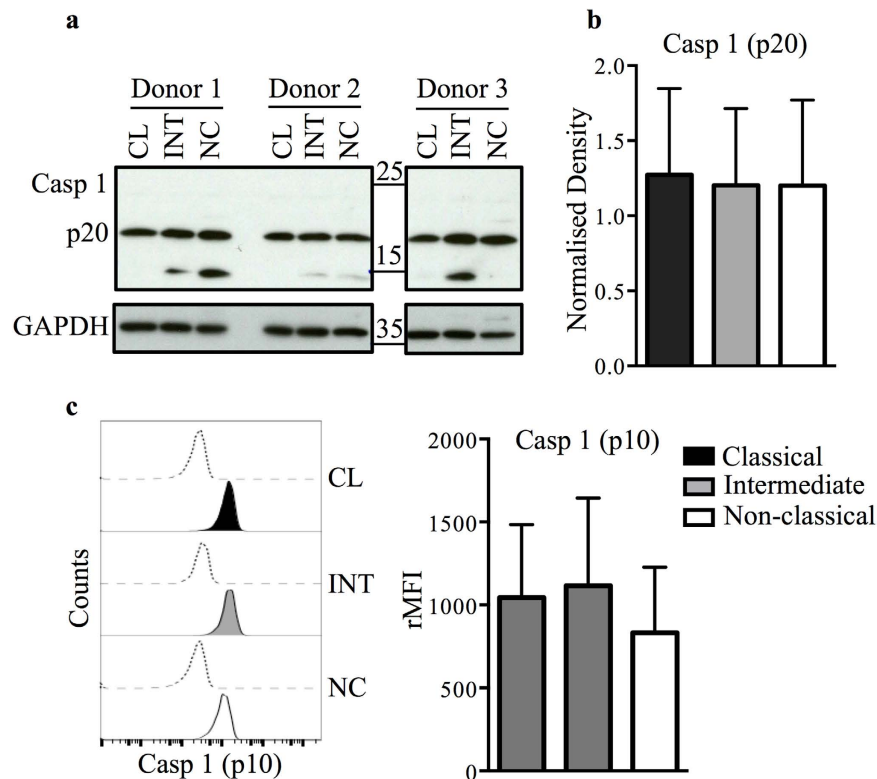 a
Donor 1 Donor 2 Donor 3
CL INT NC CL INT NC CL INT NC
Casp 1
25
p20
15
GAPDH
35
b
Casp 1 (p20)
Normalised Density
2.0
1.5
1.0
0.5
0.0
c
CL
INT
NC
Counts
Casp 1 (p10)
Casp 1 (p10)
rMFI
2000
1500
1000
500
0
Classical
Intermediate
Non-classical